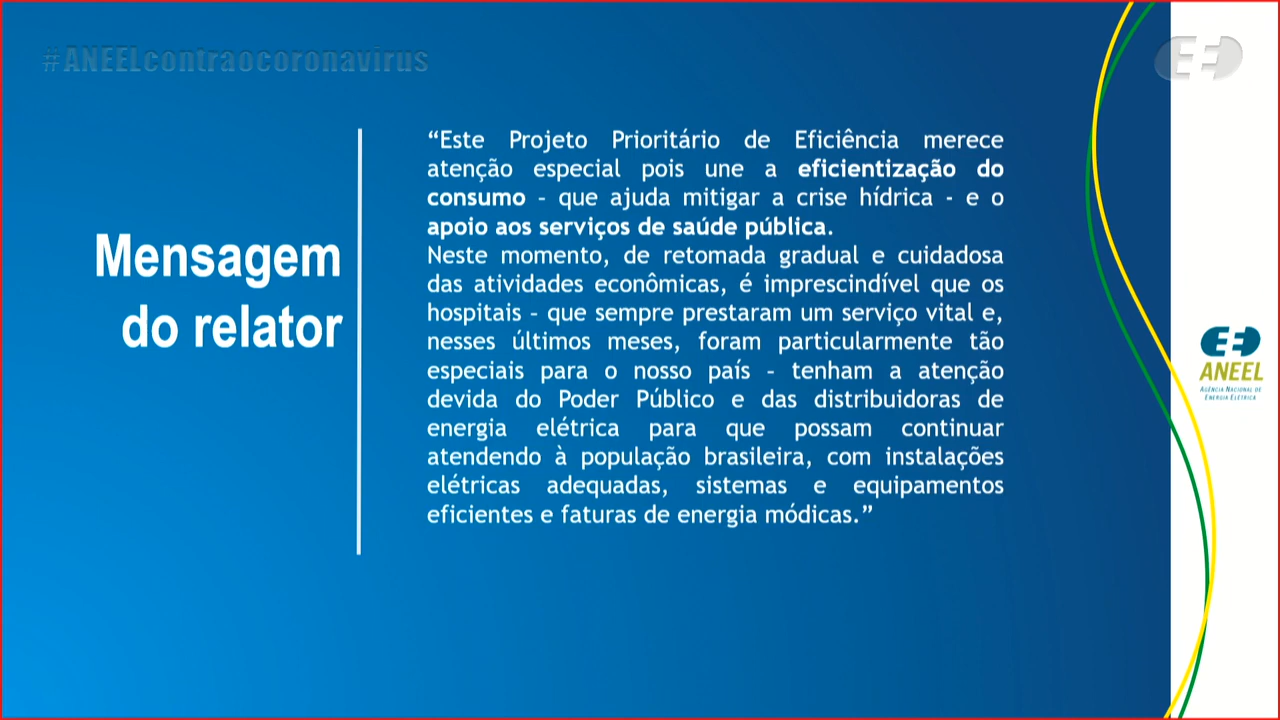 #ANEELcontraocoronavirus
Mensagem
do relator
“Este Projeto Prioritário de Eficiência merece
atenção especial pois une a eficientização do
consumo – que ajuda mitigar a crise hídrica - e o
apoio aos serviços de saúde pública.
Neste momento, de retomada gradual e cuidadosa
das atividades econômicas, é imprescindível que os
hospitais – que sempre prestaram um serviço vital e,
nesses últimos meses, foram particularmente tão
especiais para o nosso país – tenham a atenção
devida do Poder Público e das distribuidoras de
energia elétrica para que possam continuar
atendendo à população brasileira, com instalações
elétricas adequadas, sistemas e equipamentos
eficientes e faturas de energia módicas.”
ANEEL
AGÊNCIA NACIONAL DE
ENERGIA ELÉTRICA